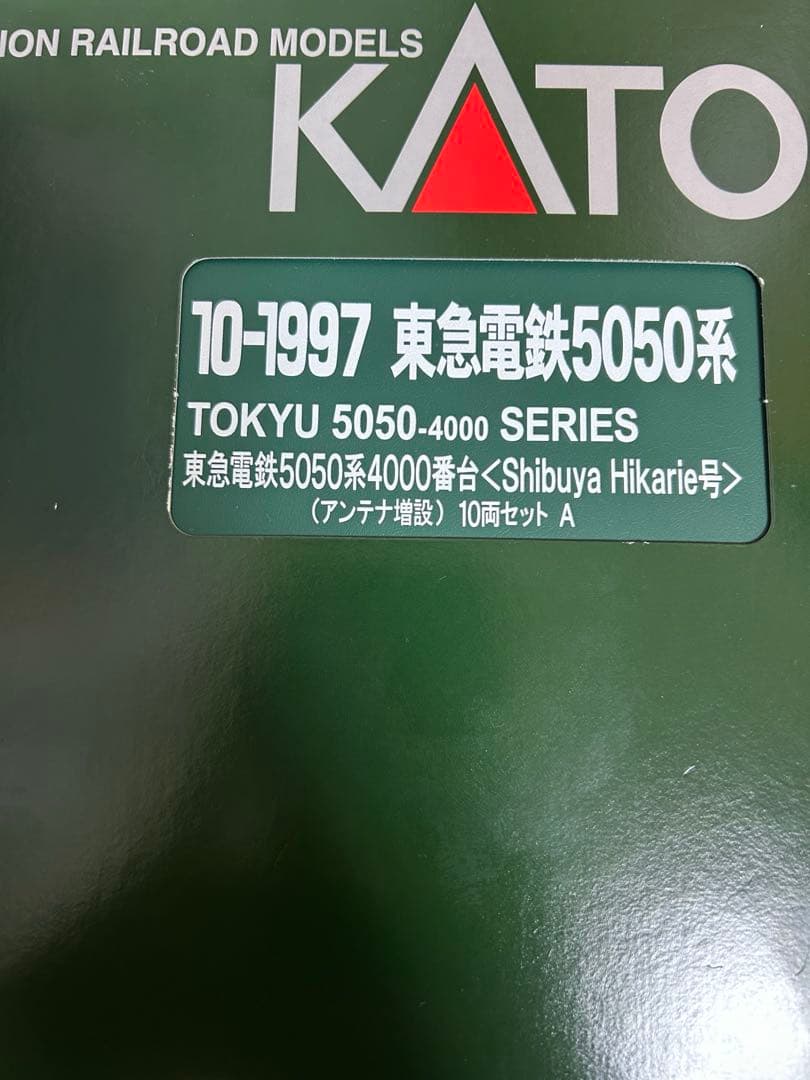 ION RAILROAD MODELS
KATO
10-1997 東急電鉄5050系
TOKYU 5050-4000 SERIES
東急電鉄5050系4000番台<Shibuya Hikarie号>
(アンテナ増設) 10両セット A